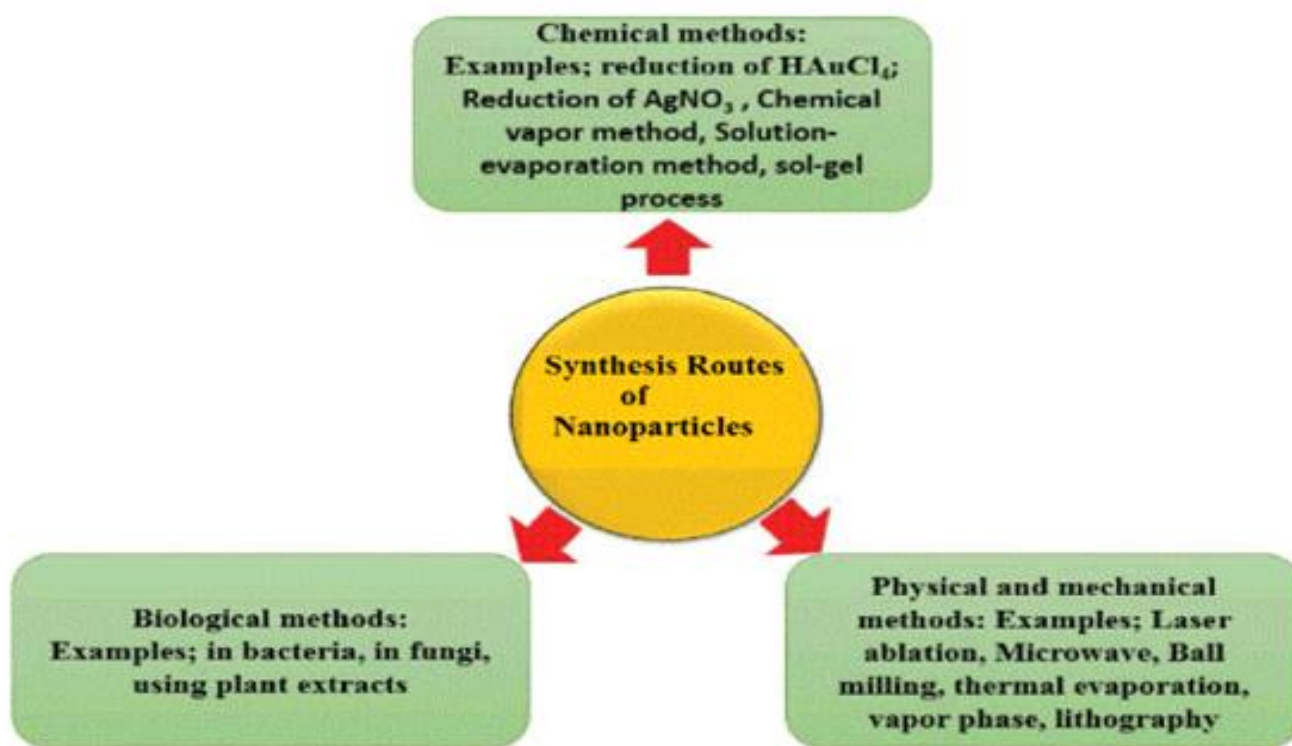 Chemical methods:
Examples; reduction of HAuCl₄;
Reduction of AgNO₃ , Chemical
vapor method, Solution-
evaporation method, sol-gel
process
Synthesis Routes
of
Nanoparticles
Biological methods:
Examples; in bacteria, in fungi,
using plant extracts
Physical and mechanical
methods: Examples; Laser
ablation, Microwave, Ball
milling, thermal evaporation,
vapor phase, lithography